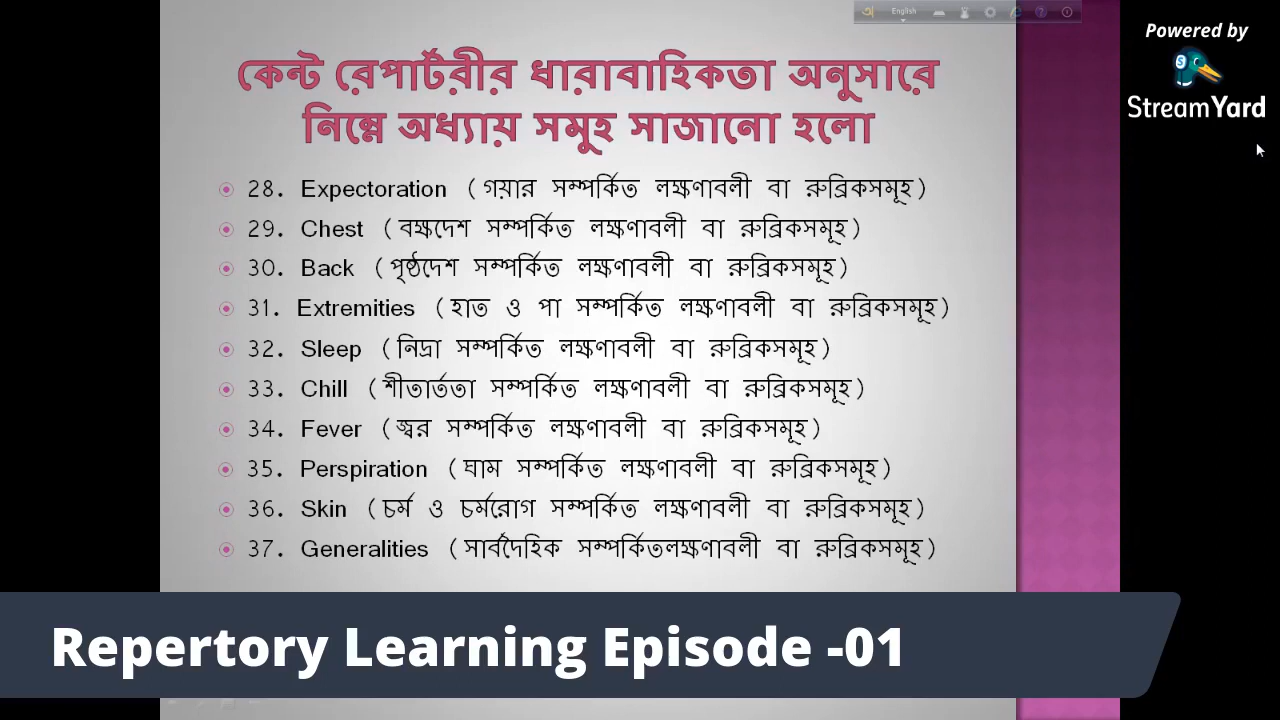 অ English
Powered by
StreamYard
কেন্ট রেপার্টরীর ধারাবাহিকতা অনুসারে
নিম্নে অধ্যায় সমুহ সাজানো হলো
28. Expectoration (গয়ার সম্পর্কিত লক্ষণাবলী বা রুব্রিকসমূহ)
29. Chest (বক্ষদেশ সম্পর্কিত লক্ষণাবলী বা রুব্রিকসমূহ)
30. Back (পৃষ্ঠদেশ সম্পর্কিত লক্ষণাবলী বা রুব্রিকসমূহ)
31. Extremities (হাত ও পা সম্পর্কিত লক্ষণাবলী বা রুব্রিকসমূহ)
32. Sleep (নিদ্রা সম্পর্কিত লক্ষণাবলী বা রুব্রিকসমূহ)
33. Chill (শীতার্ততা সম্পর্কিত লক্ষণাবলী বা রুব্রিকসমূহ)
34. Fever (জ্বর সম্পর্কিত লক্ষণাবলী বা রুব্রিকসমূহ)
35. Perspiration (ঘাম সম্পর্কিত লক্ষণাবলী বা রুব্রিকসমূহ)
36. Skin (চর্ম ও চর্মরোগ সম্পর্কিত লক্ষণাবলী বা রুব্রিকসমূহ)
37. Generalities (সার্বদৈহিক সম্পর্কিতলক্ষণাবলী বা রুব্রিকসমূহ)
Repertory Learning Episode -01